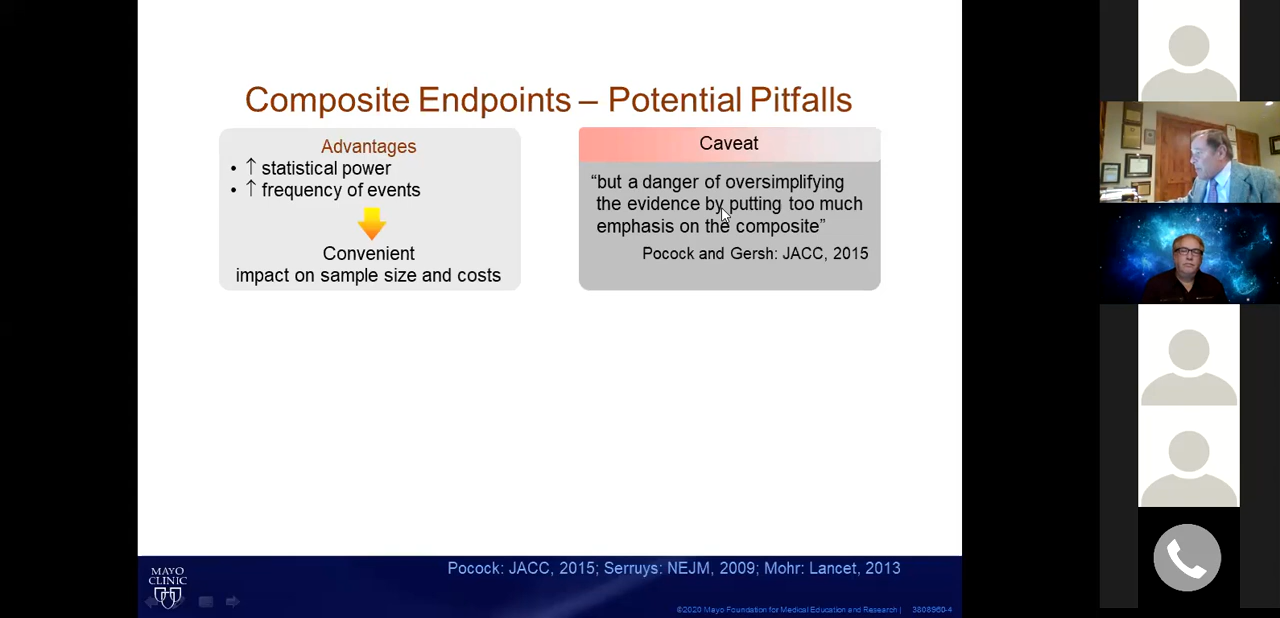 Composite Endpoints – Potential Pitfalls
Advantages
• ↑ statistical power
• ↑ frequency of events
Convenient
impact on sample size and costs
Caveat
“but a danger of oversimplifying
the evidence by putting too much
emphasis on the composite”
Pocock and Gersh: JACC, 2015
Pocock: JACC, 2015; Serruys: NEJM, 2009; Mohr: Lancet, 2013
MAYO
CLINIC
©2020 Mayo Foundation for Medical Education and Research | 3808960-4